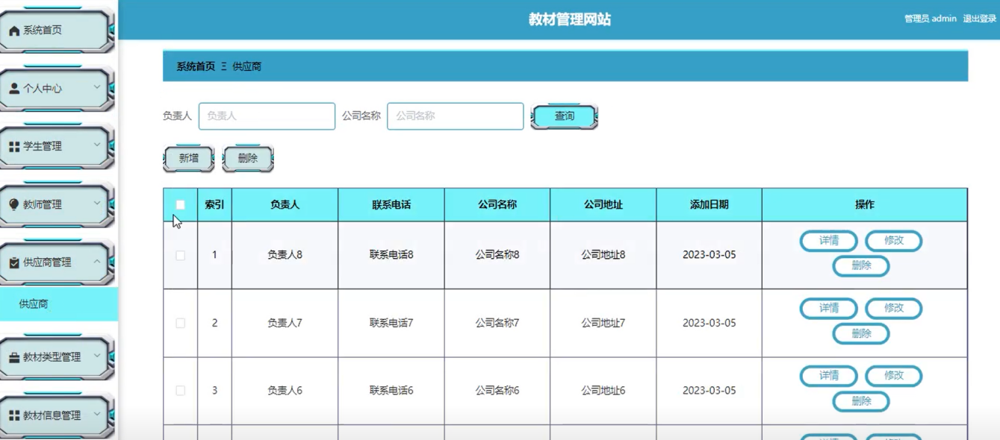 教材管理网站
管理员 admin 退出登录
系统首页
个人中心
学生管理
教师管理
供应商管理
供应商
教材类型管理
教材信息管理
系统首页 Ξ 供应商
负责人 负责人 公司名称 公司名称 查询
新增 删除
索引 负责人 联系电话 公司名称 公司地址 添加日期 操作
1 负责人8 联系电话8 公司名称8 公司地址8 2023-03-05 详情 修改
删除
2 负责人7 联系电话7 公司名称7 公司地址7 2023-03-05 详情 修改
删除
3 负责人6 联系电话6 公司名称6 公司地址6 2023-03-05 详情 修改
删除